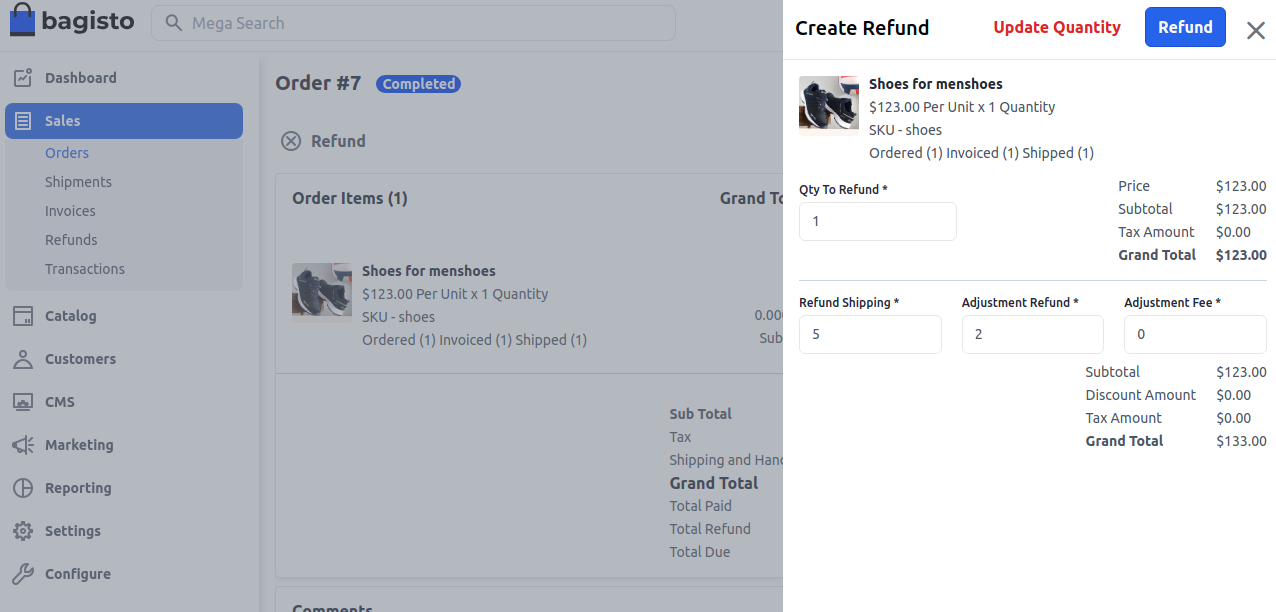 bagisto
Mega Search
Dashboard
Sales
Orders
Shipments
Invoices
Refunds
Transactions
Catalog
Customers
CMS
Marketing
Reporting
Settings
Configure
Order #7 Completed
Refund
Order Items (1)
Grand To
Shoes for menshoes
$123.00 Per Unit x 1 Quantity
SKU - shoes
Ordered (1) Invoiced (1) Shipped (1)
0.000
Sub
Sub Total
Tax
Shipping and Hand
Grand Total
Total Paid
Total Refund
Total Due
Comments
Create Refund
Update Quantity
Refund
Shoes for menshoes
$123.00 Per Unit x 1 Quantity
SKU - shoes
Ordered (1) Invoiced (1) Shipped (1)
Qty To Refund *
1
Price $123.00
Subtotal $123.00
Tax Amount $0.00
Grand Total $123.00
Refund Shipping * Adjustment Refund * Adjustment Fee *
5 2 0
Subtotal $123.00
Discount Amount $0.00
Tax Amount $0.00
Grand Total $133.00